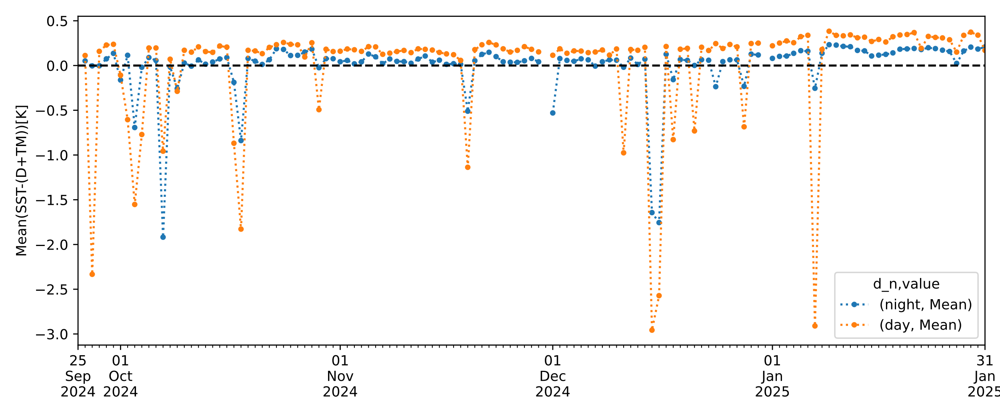 Mean(SST-(D+TM))[K]
0.5
0.0
−0.5
−1.0
−1.5
−2.0
−2.5
−3.0
d_n,value
(night, Mean)
(day, Mean)
25
Sep
2024
01
Oct
2024
01
Nov
2024
01
Dec
2024
01
Jan
2025
31
Jan
2025